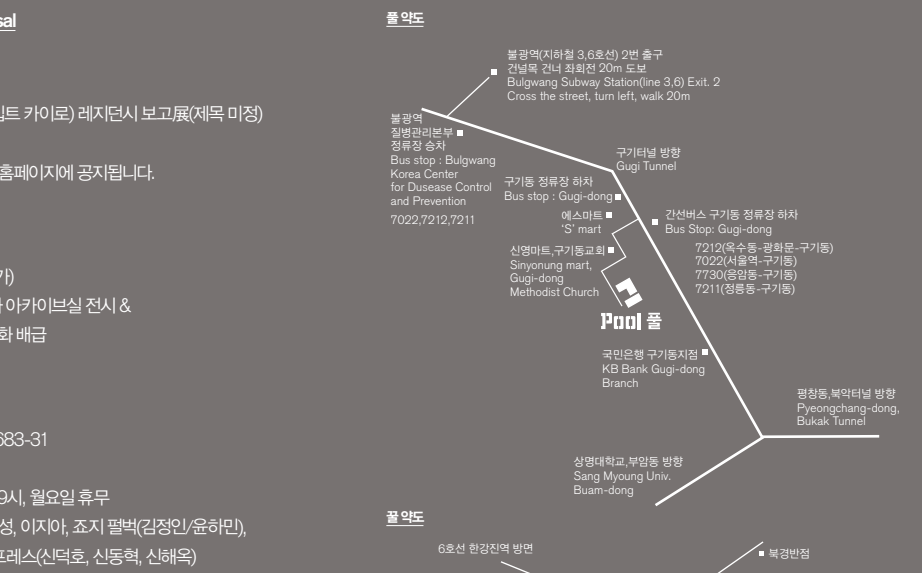 sal
집트 카이로) 레지던시 보고展(제목 미정)
홈페이지에 공지됩니다.
가)
아카이브실 전시 &
화 배급
683-31
9시, 월요일 휴무
성, 이지아, 죠지 펄벅(김정인/윤하민),
프레스(신덕호, 신동혁, 신해옥)
풀 약도
불광역(지하철 3,6호선) 2번 출구
건널목 건너 좌회전 20m 도보
Bulgwang Subway Station(line 3,6) Exit. 2
Cross the street, turn left, walk 20m
불광역
질병관리본부
정류장 승차
Bus stop : Bulgwang
Korea Center
for Dusease Control
and Prevention
7022,7212,7211
구기터널 방향
Gugi Tunnel
구기동 정류장 하차
Bus stop : Gugi-dong
에스마트
‘S’ mart
간선버스 구기동 정류장 하차
Bus Stop: Gugi-dong
7212(옥수동-광화문-구기동)
7022(서울역-구기동)
7730(응암동-구기동)
7211(정릉동-구기동)
신영마트,구기동교회
Sinyonung mart,
Gugi-dong
Methodist Church
Pool 풀
국민은행 구기동지점
KB Bank Gugi-dong
Branch
평창동,북악터널 방향
Pyeongchang-dong,
Bukak Tunnel
상명대학교,부암동 방향
Sang Myoung Univ.
Buam-dong
꿀 약도
6호선 한강진역 방면
북경반점